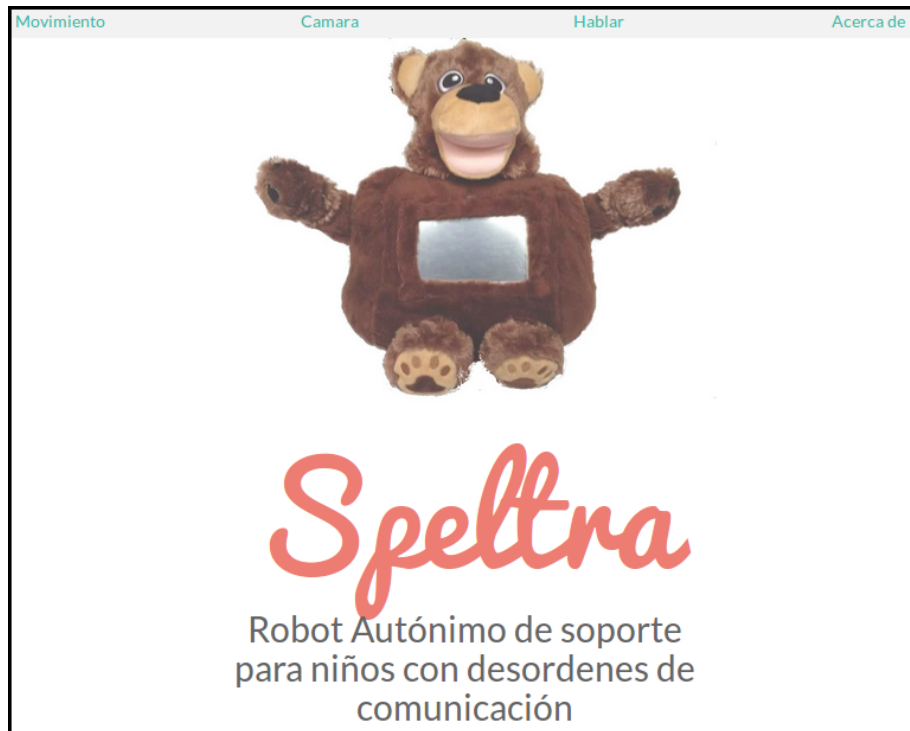 Movimiento Camara Hablar Acerca de
Speltra
Robot Autónimo de soporte
para niños con desordenes de
comunicación